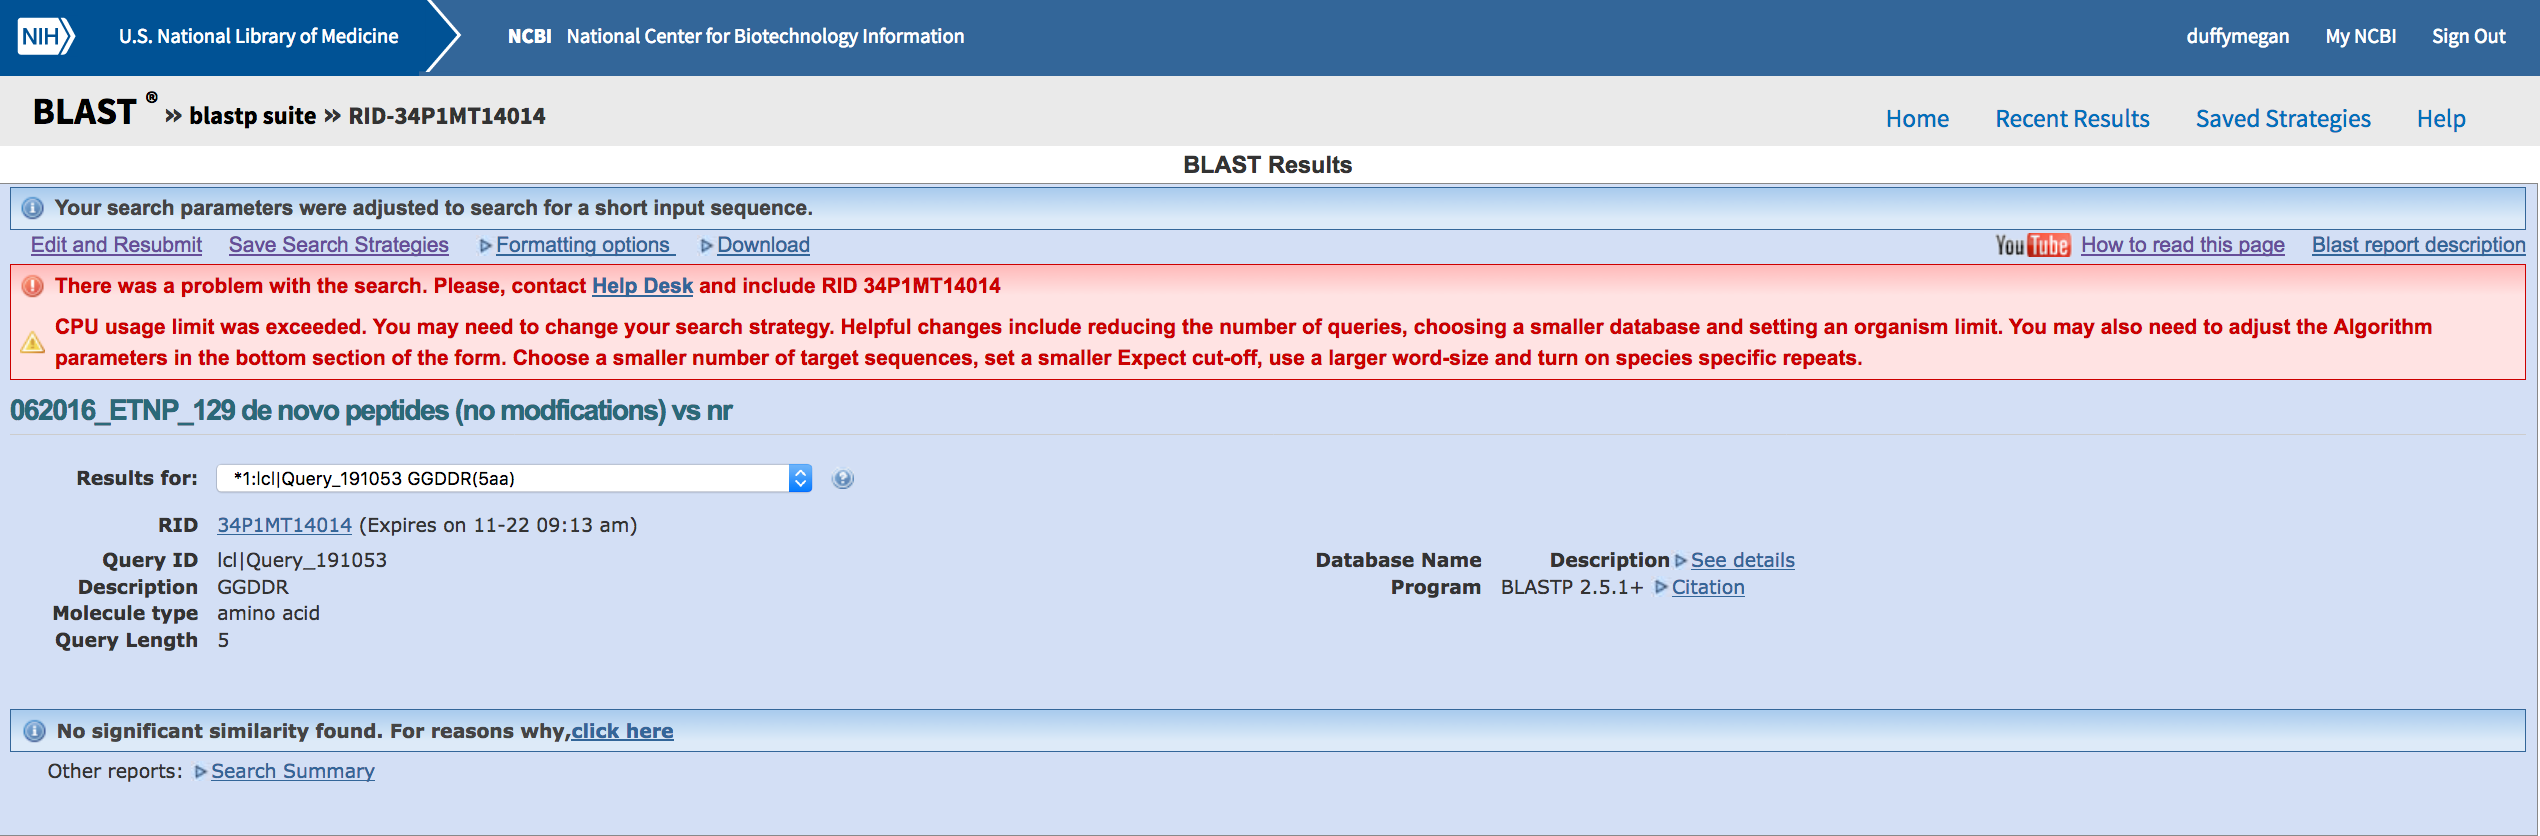 NIH U.S. National Library of Medicine NCBI National Center for Biotechnology Information duffymegan My NCBI Sign Out
BLAST ® » blastp suite » RID-34P1MT14014 Home Recent Results Saved Strategies Help
BLAST Results
Your search parameters were adjusted to search for a short input sequence.
Edit and Resubmit Save Search Strategies Formatting options Download YouTube How to read this page Blast report description
There was a problem with the search. Please, contact Help Desk and include RID 34P1MT14014
CPU usage limit was exceeded. You may need to change your search strategy. Helpful changes include reducing the number of queries, choosing a smaller database and setting an organism limit. You may also need to adjust the Algorithm
parameters in the bottom section of the form. Choose a smaller number of target sequences, set a smaller Expect cut-off, use a larger word-size and turn on species specific repeats.
062016_ETNP_129 de novo peptides (no modfications) vs nr
Results for: *1:lcl|Query_191053 GGDDR(5aa) ?
RID 34P1MT14014 (Expires on 11-22 09:13 am)
Query ID lcl|Query_191053 Database Name Description See details
Description GGDDR Program BLASTP 2.5.1+ Citation
Molecule type amino acid
Query Length 5
No significant similarity found. For reasons why,click here
Other reports: Search Summary